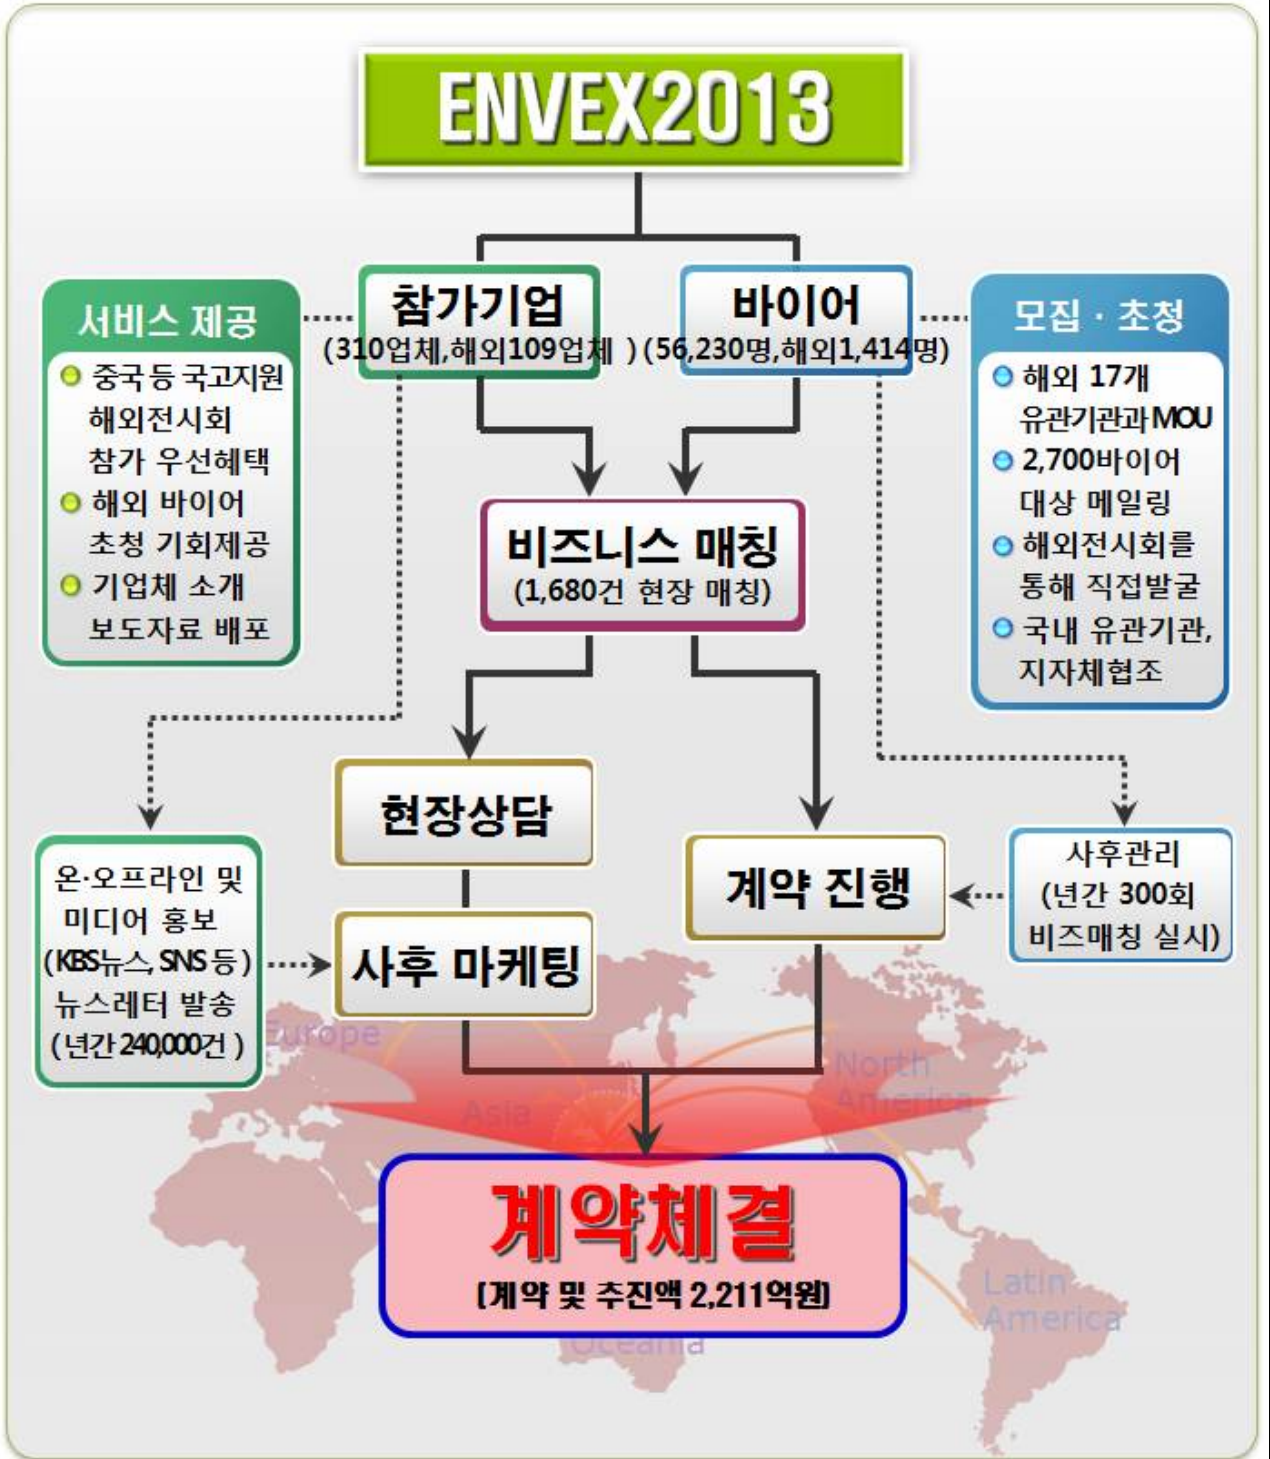 ENVEX2013
참가기업
(310업체,해외109업체 )
바이어
(56,230명,해외1,414명)
서비스 제공
중국 등 국고지원
해외전시회
참가 우선혜택
해외 바이어
초청 기회제공
기업체 소개
보도자료 배포
모집 · 초청
해외 17개
유관기관과 MOU
2,700바이어
대상 메일링
해외전시회를
통해 직접발굴
국내 유관기관,
지자체협조
비즈니스 매칭
(1,680건 현장 매칭)
현장상담
계약 진행
사후관리
(년간 300회
비즈매칭 실시)
온·오프라인 및
미디어 홍보
(KBS뉴스, SNS 등)
뉴스레터 발송
(년간 240,000건 )
사후 마케팅
Europe
Asia
North
America
계약체결
(계약 및 추진액 2,211억원)
Latin
America
Oceania